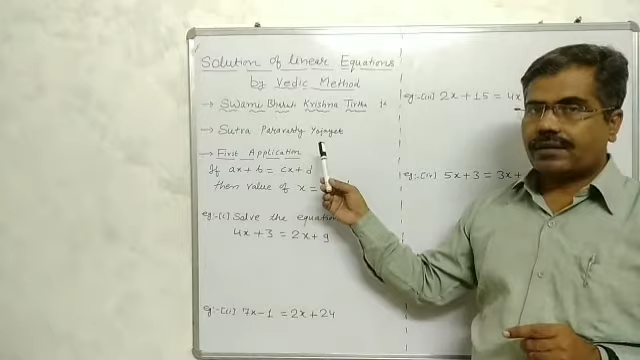 Solution of linear Equations
by Vedic Method
→ Swami Bharati Krishna Tirtha ji
→ Sutra Paravarty Yojayet
→ First Application
If ax + b = cx + d
then value of x =
eg:- (i) Solve the equation
4x + 3 = 2x + 9
eg:- (ii) 7x - 1 = 2x + 24
eg:- (iii) 2x + 15 = 4x
eg:- (iv) 5x + 3 = 3x +